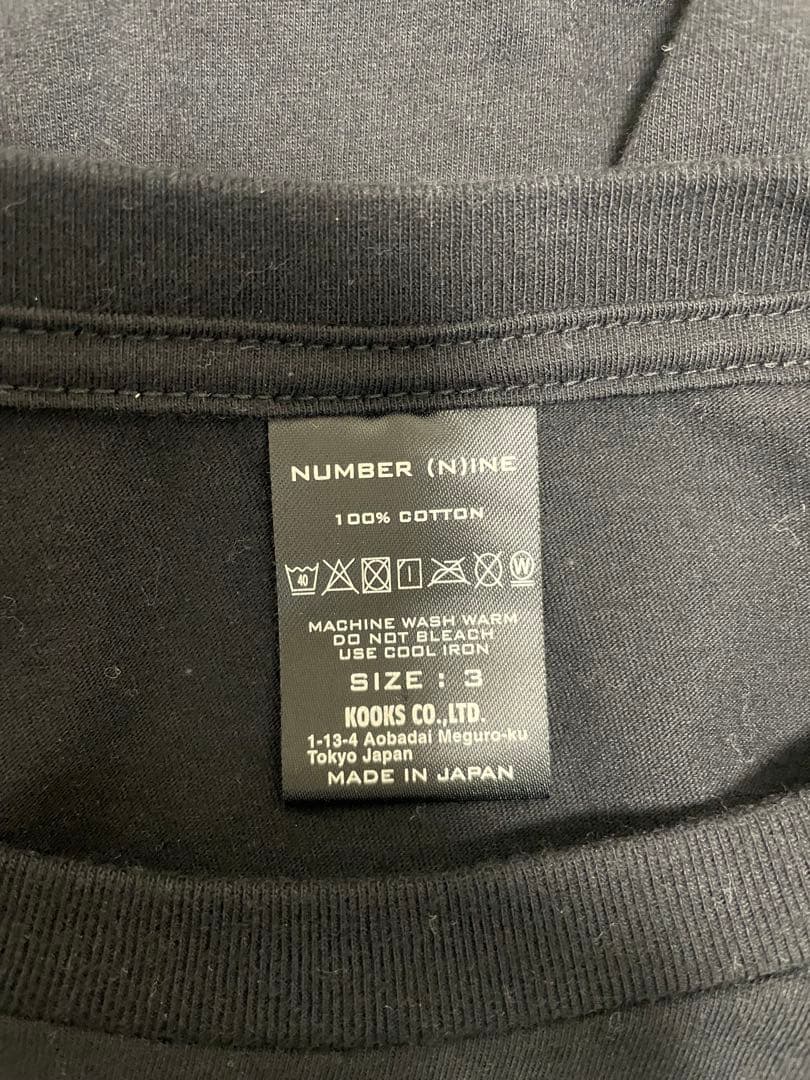 NUMBER (N)INE
100% COTTON
40 W
MACHINE WASH WARM
DO NOT BLEACH
USE COOL IRON
SIZE : 3
KOOKS CO.,LTD.
1-13-4 Aobadai Meguro-ku
Tokyo Japan
MADE IN JAPAN